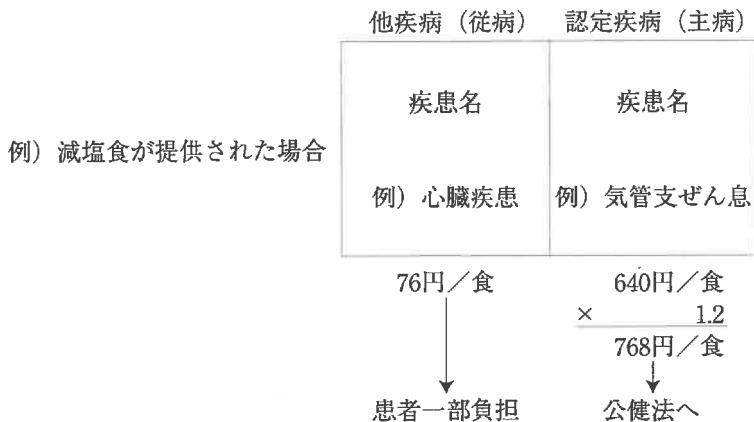 他疾病（従病） 認定疾病（主病）
疾患名 疾患名
例）減塩食が提供された場合
例）心臓疾患 例）気管支ぜん息
76円／食 640円／食
× 1.2
768円／食
患者一部負担 公健法へ